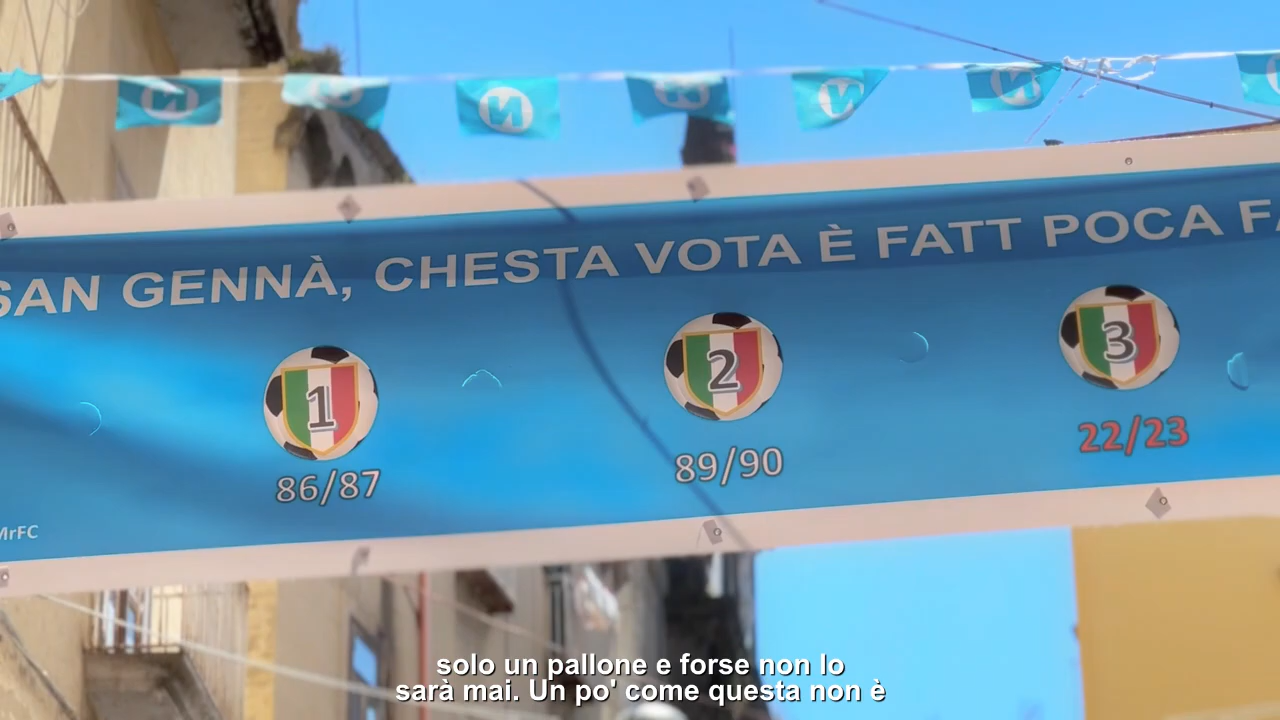 SAN GENNÀ, CHESTA VOTA È FATT POCA
1
2
3
86/87
89/90
22/23
MrFC
solo un pallone e forse non lo
sarà mai. Un po' come questa non è